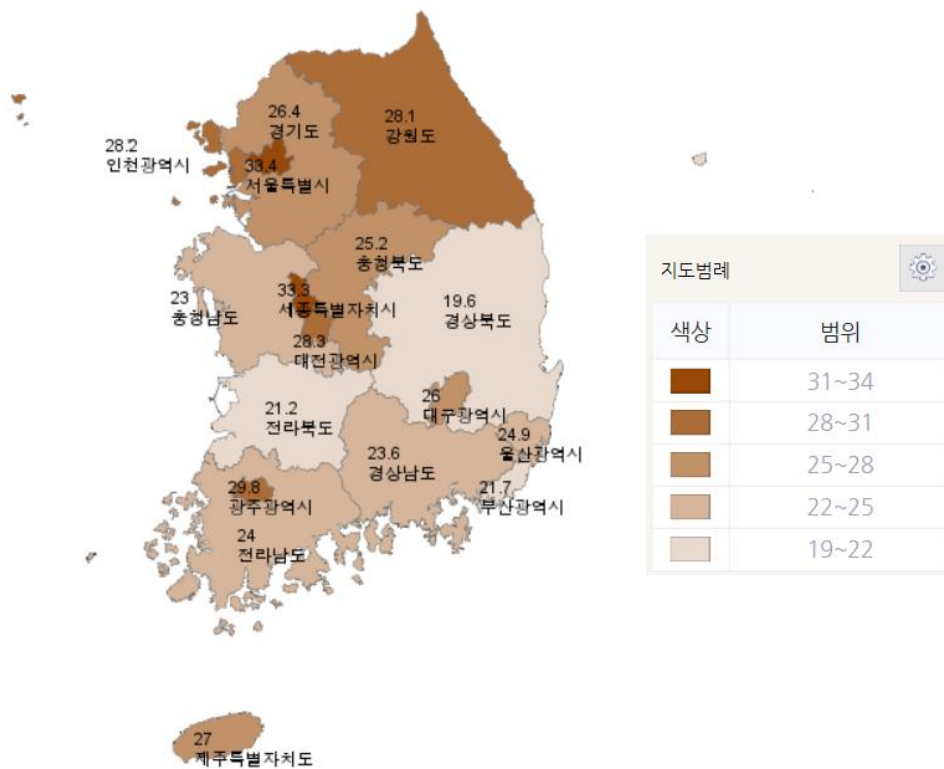 26.4
경기도
28.1
강원도
28.2
인천광역시
33.4
서울특별시
25.2
충청북도
23
충청남도
33.3
세종특별자치시
19.6
경상북도
28.3
대전광역시
21.2
전라북도
26
대구광역시
24.9
울산광역시
23.6
경상남도
21.7
부산광역시
29.8
광주광역시
24
전라남도
27
제주특별자치도
지도범례
색상 범위
31~34
28~31
25~28
22~25
19~22